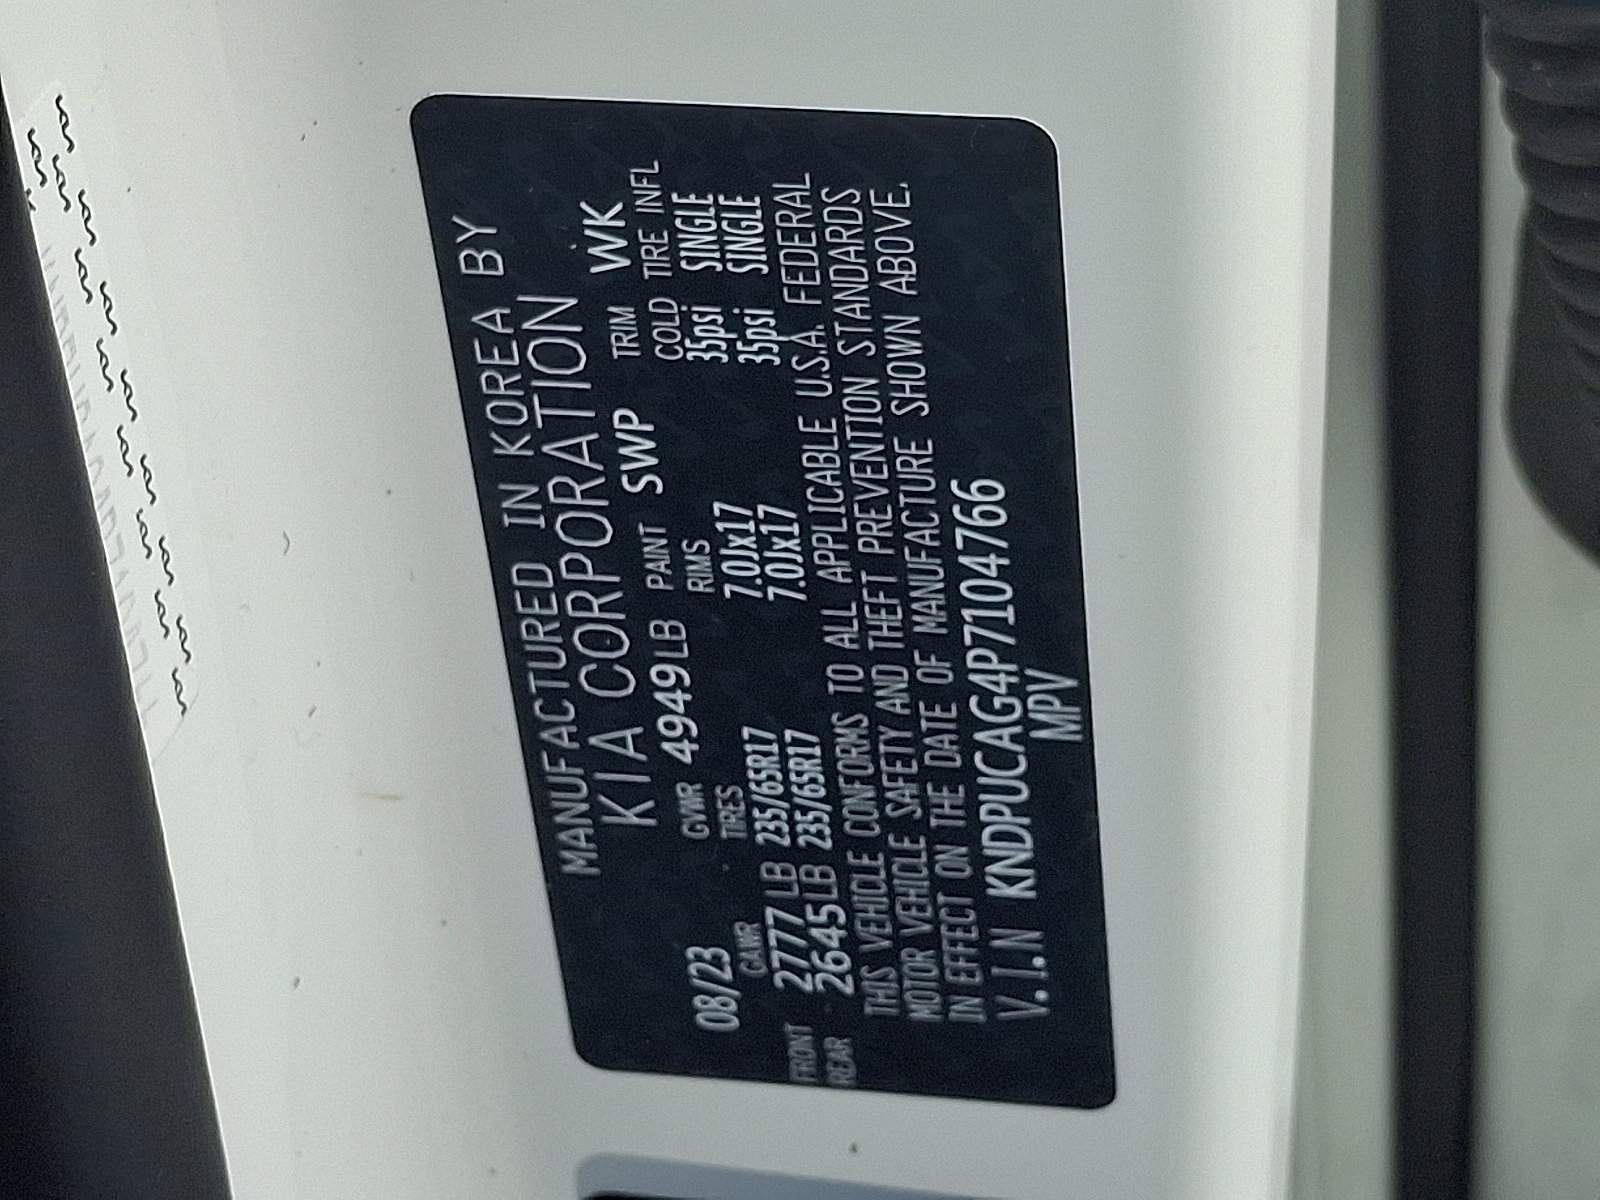 MANUFACTURED IN KOREA BY
KIA CORPORATION
08/23 GVWR 4949LB PAINT SWP TRIM WK
GAWR TIRES RIMS COLD TIRE INFL
FRONT 2777LB 235/65R17 7.0Jx17 35psi SINGLE
REAR 2645LB 235/65R17 7.0Jx17 35psi SINGLE
THIS VEHICLE CONFORMS TO ALL APPLICABLE U.S.A. FEDERAL
MOTOR VEHICLE SAFETY AND THEFT PREVENTION STANDARDS
IN EFFECT ON THE DATE OF MANUFACTURE SHOWN ABOVE.
V.I.N KNDPUCAG4P7104766
MPV